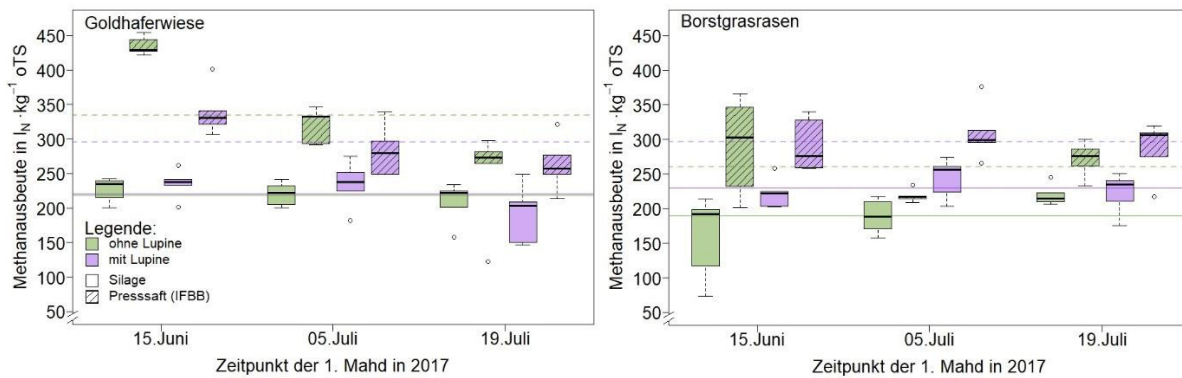 Goldhaferwiese
Methanausbeute in lN ·kg⁻¹ oTS
450
400
350
300
250
200
150
100
50
Legende:
ohne Lupine
mit Lupine
Silage
Presssaft (IFBB)
15.Juni
05.Juli
19.Juli
Zeitpunkt der 1. Mahd in 2017
Borstgrasrasen
Methanausbeute in lN ·kg⁻¹ oTS
450
400
350
300
250
200
150
100
50
15.Juni
05.Juli
19.Juli
Zeitpunkt der 1. Mahd in 2017